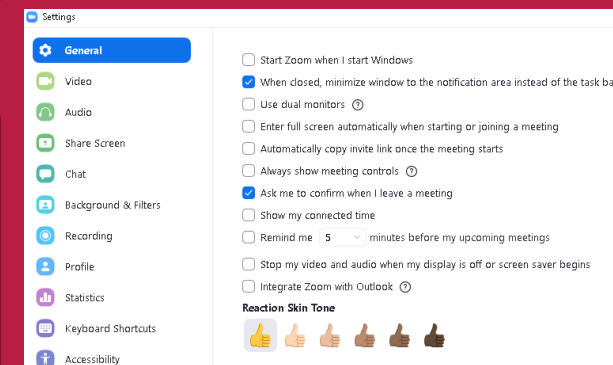 Settings
General
Video
Audio
Share Screen
Chat
Background & Filters
Recording
Profile
Statistics
Keyboard Shortcuts
Accessibility
Start Zoom when I start Windows
When closed, minimize window to the notification area instead of the task ba
Use dual monitors ?
Enter full screen automatically when starting or joining a meeting
Automatically copy invite link once the meeting starts
Always show meeting controls ?
Ask me to confirm when I leave a meeting
Show my connected time
Remind me 5 minutes before my upcoming meetings
Stop my video and audio when my display is off or screen saver begins
Integrate Zoom with Outlook ?
Reaction Skin Tone